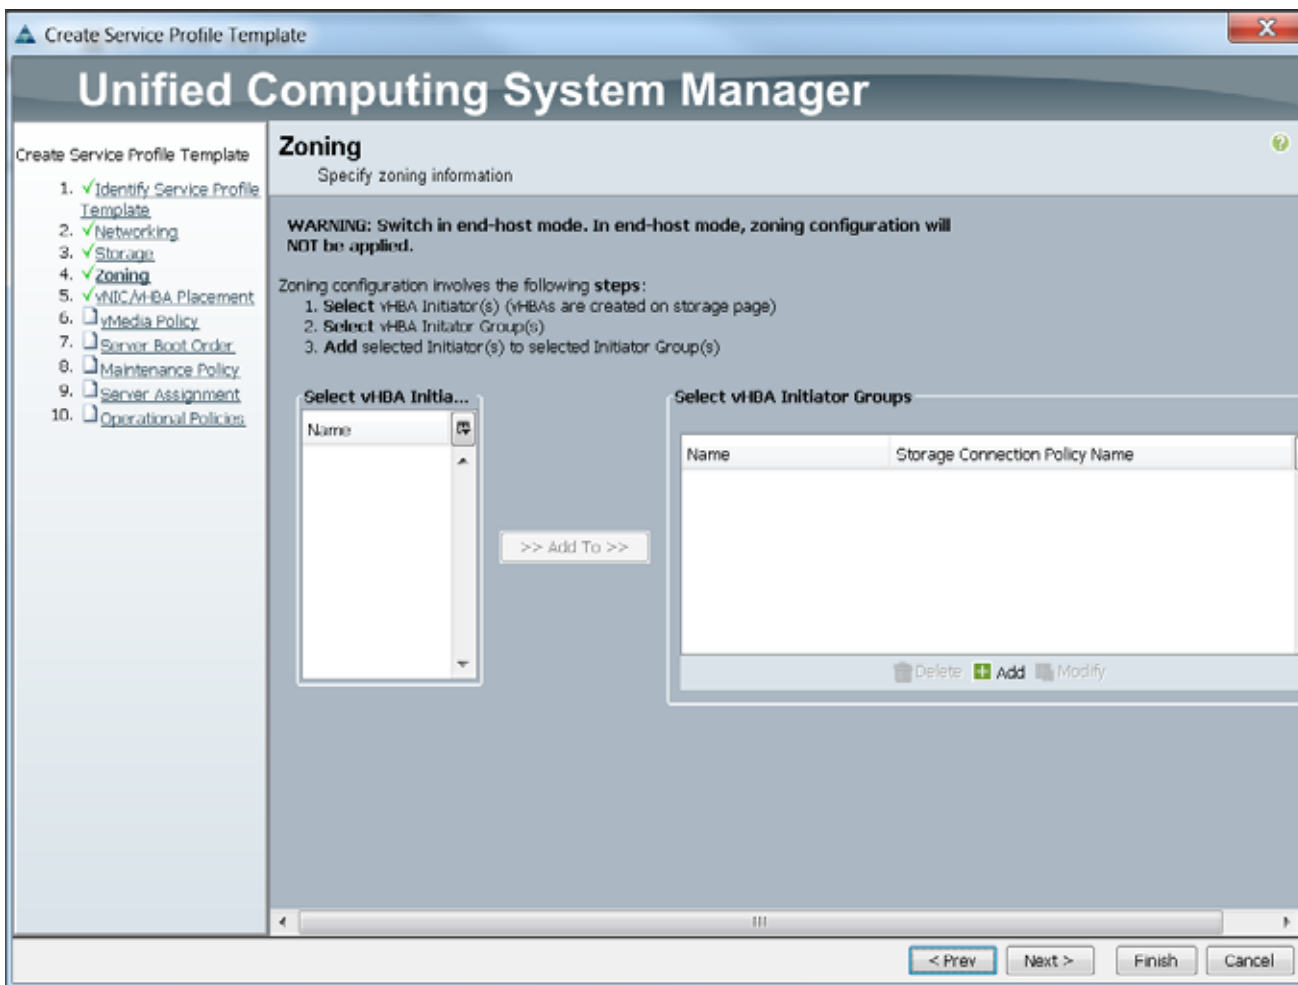 Create Service Profile Template
Unified Computing System Manager
Create Service Profile Template
1. Identify Service Profile
Template
2. Networking
3. Storage
4. Zoning
5. vNIC/vHBA Placement
6. vMedia Policy
7. Server Boot Order
8. Maintenance Policy
9. Server Assignment
10. Operational Policies
Zoning
Specify zoning information
WARNING: Switch in end-host mode. In end-host mode, zoning configuration will
NOT be applied.
Zoning configuration involves the following steps:
1. Select vHBA Initiator(s) (vHBAs are created on storage page)
2. Select vHBA Initator Group(s)
3. Add selected Initiator(s) to selected Initiator Group(s)
Select vHBA Initia...
Name
>> Add To >>
Select vHBA Initiator Groups
Name Storage Connection Policy Name
Delete Add Modify
< Prev Next > Finish Cancel